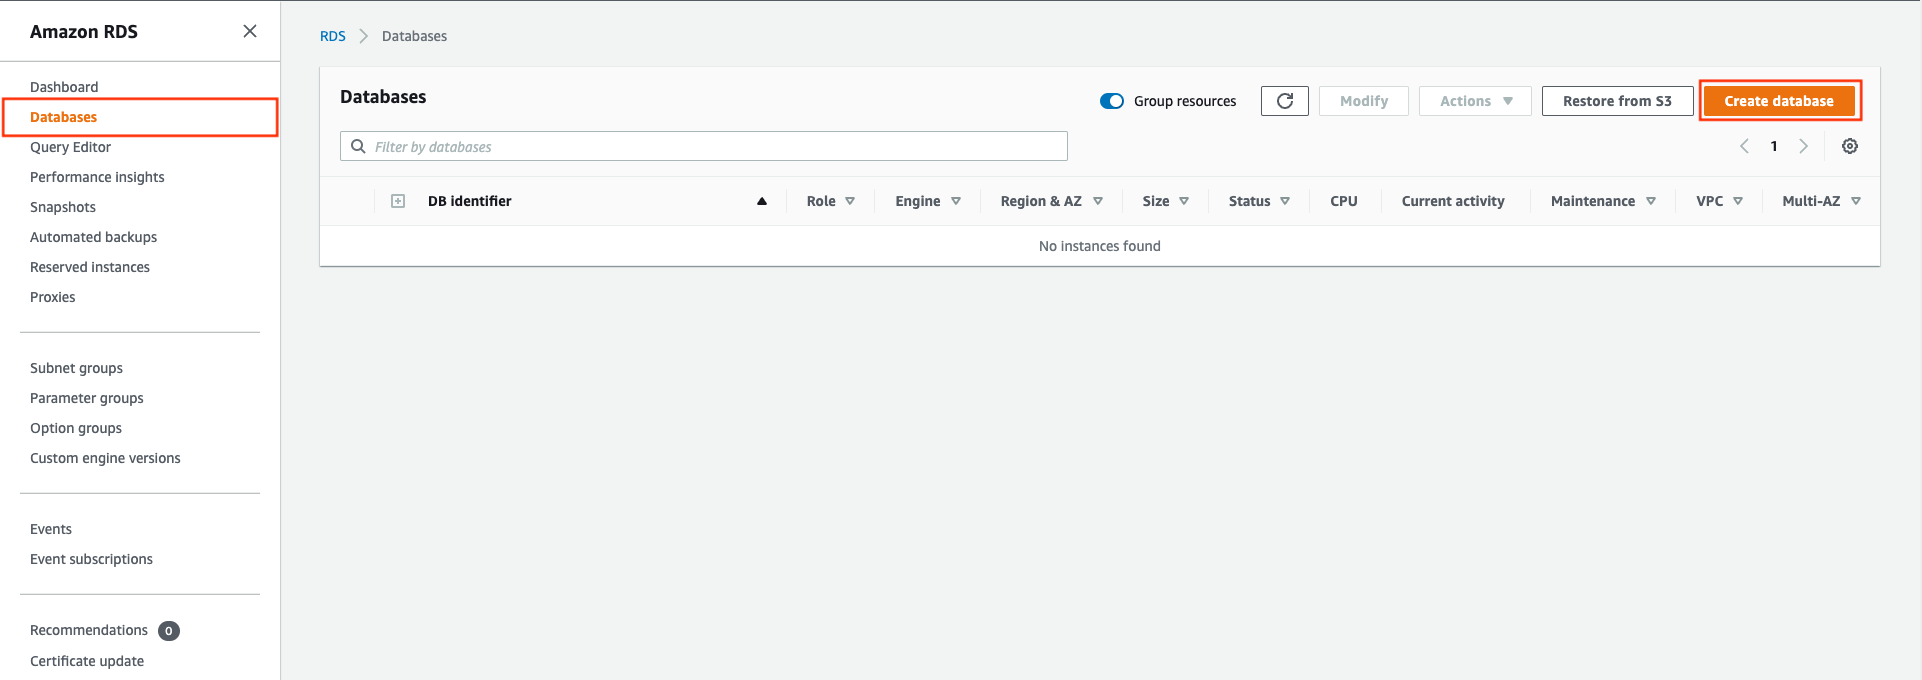 Amazon RDS
Dashboard
Databases
Query Editor
Performance insights
Snapshots
Automated backups
Reserved instances
Proxies
Subnet groups
Parameter groups
Option groups
Custom engine versions
Events
Event subscriptions
Recommendations 0
Certificate update
RDS Databases
Databases
Group resources Modify Actions Restore from S3 Create database
Filter by databases
1
DB identifier Role Engine Region & AZ Size Status CPU Current activity Maintenance VPC Multi-AZ
No instances found